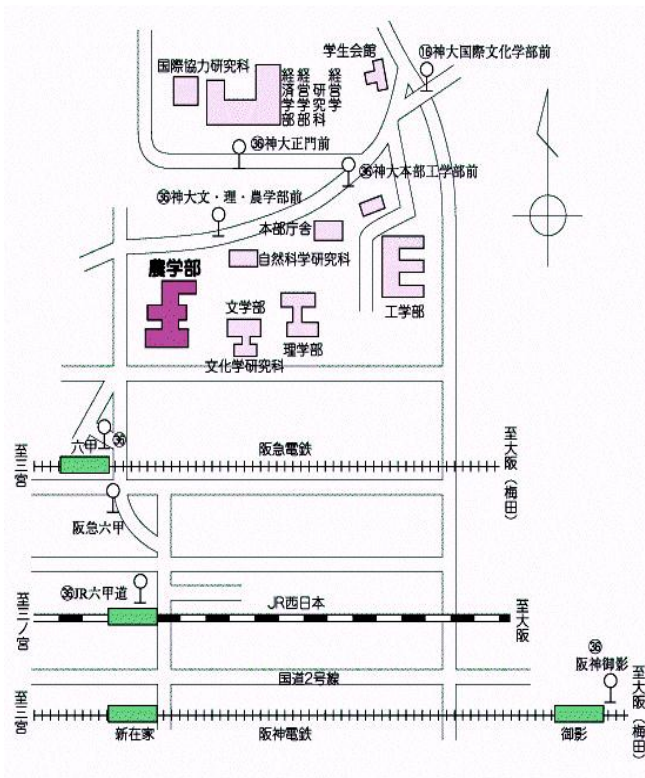 学生会館
⑯神大国際文化学部前
国際協力研究科
経済学部
経営学部
経営学研究科
㊱神大正門前
㊱神大本部工学部前
㊱神大文・理・農学部前
本部庁舎
自然科学研究科
農学部
文学部
工学部
理学部
文化学研究科
六甲
㊱
阪急電鉄
至三宮
至大阪(梅田)
阪急六甲
㊱JR六甲道
JR西日本
至三ノ宮
至大阪
㊱
阪神御影
国道2号線
至三宮
至大阪(梅田)
新在家
阪神電鉄
御影